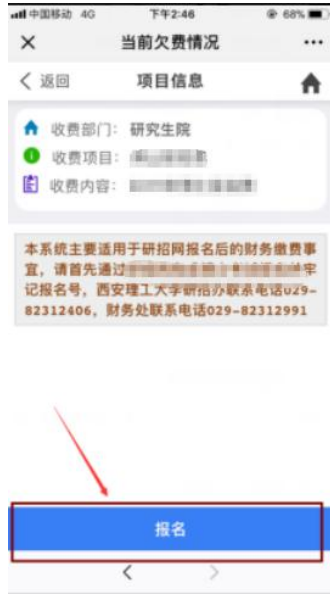 中国移动 4G 下午2:46 68%
当前欠费情况
返回 项目信息
收费部门：研究生院
收费项目：
收费内容：
本系统主要适用于研招网报名后的财务缴费事
宜，请首先通过 牢
记报名号，西安理工大学研招办联系电话029-
82312406，财务处联系电话029-82312991
报名